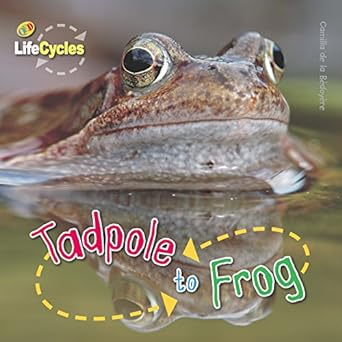 LifeCycles
Camilla de la Bédoyère
Tadpole
to Frog